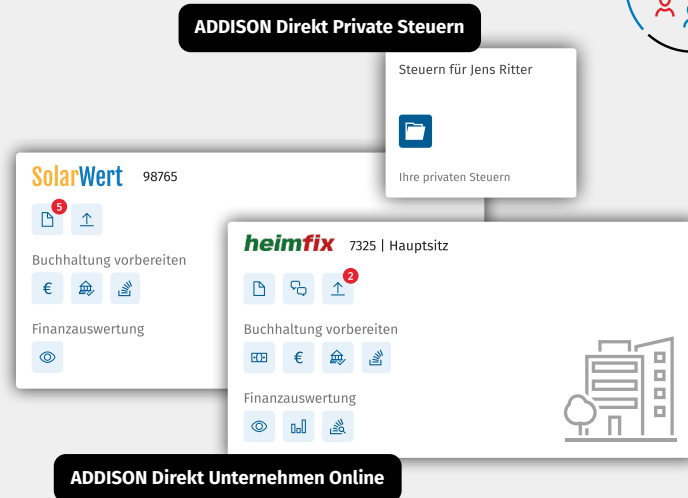 ADDISON Direkt Private Steuern
Steuern für Jens Ritter
Ihre privaten Steuern
SolarWert 98765
5
Buchhaltung vorbereiten
€
Finanzauswertung
heimfix 7325 | Hauptsitz
2
Buchhaltung vorbereiten
€
Finanzauswertung
ADDISON Direkt Unternehmen Online